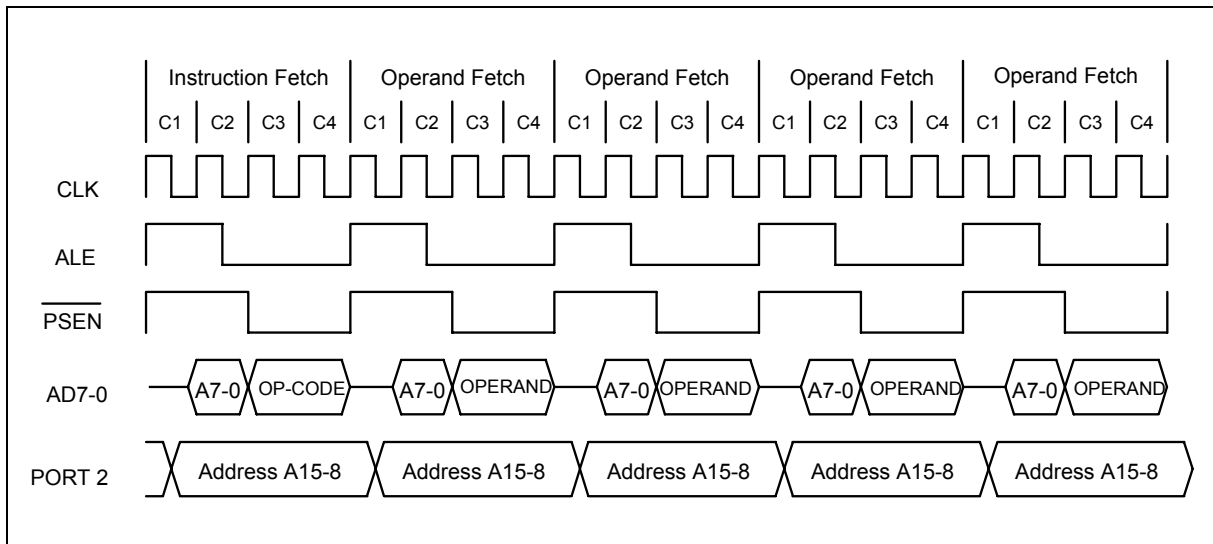 Instruction Fetch Operand Fetch Operand Fetch Operand Fetch Operand Fetch
C1 C2 C3 C4 C1 C2 C3 C4 C1 C2 C3 C4 C1 C2 C3 C4 C1 C2 C3 C4
CLK
ALE
PSEN
AD7-0 A7-0 OP-CODE A7-0 OPERAND A7-0 OPERAND A7-0 OPERAND A7-0 OPERAND
PORT 2 Address A15-8 Address A15-8 Address A15-8 Address A15-8 Address A15-8